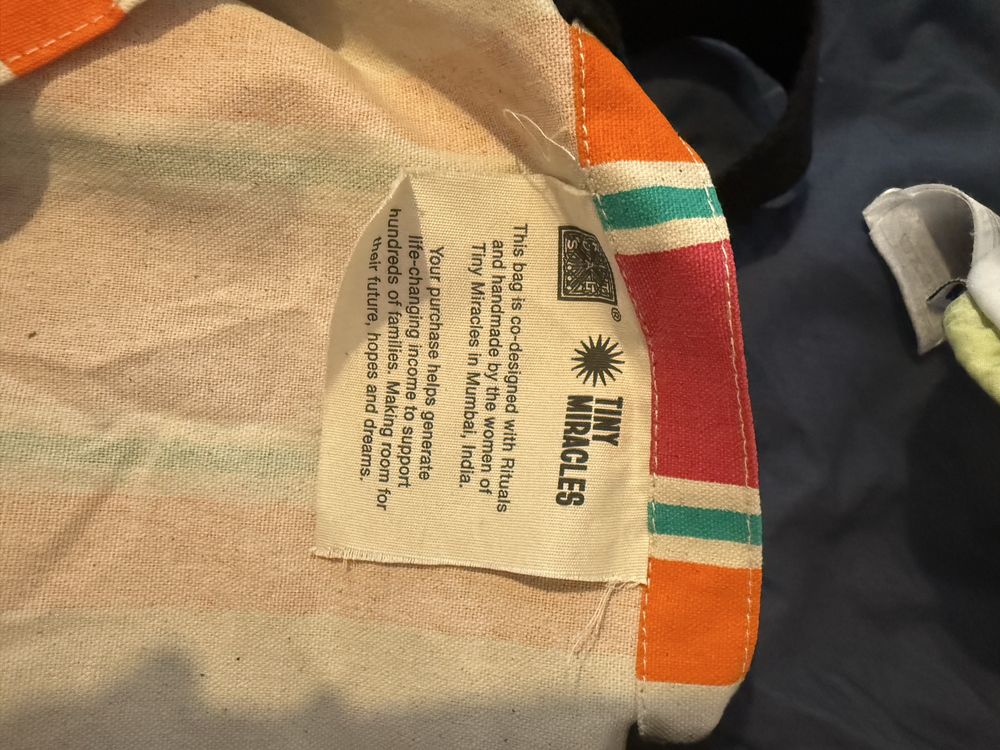 TINY
MIRACLES
This bag is co-designed with Rituals
and handmade by the women of
Tiny Miracles in Mumbai, India.
Your purchase helps generate
life-changing income to support
hundreds of families. Making room for
their future, hopes and dreams.